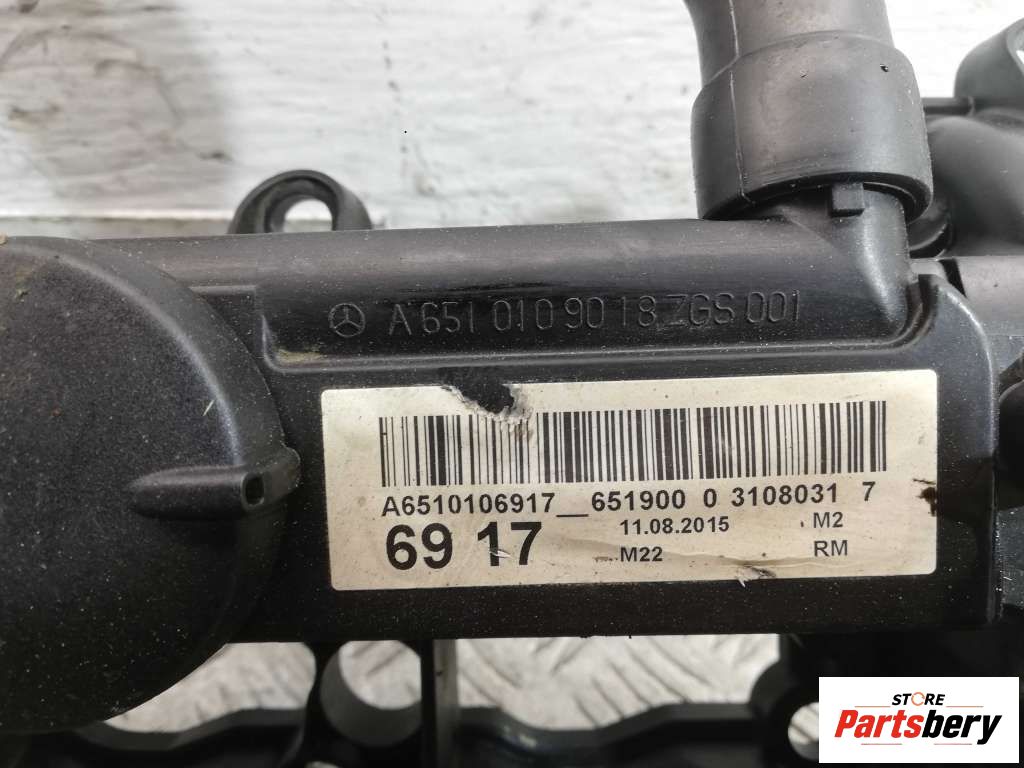 A 651 010 90 18 ZGS 001
A6510106917__651900 0 3108031 7
69 17
11.08.2015
M2
M22
RM
STORE
Partsbery